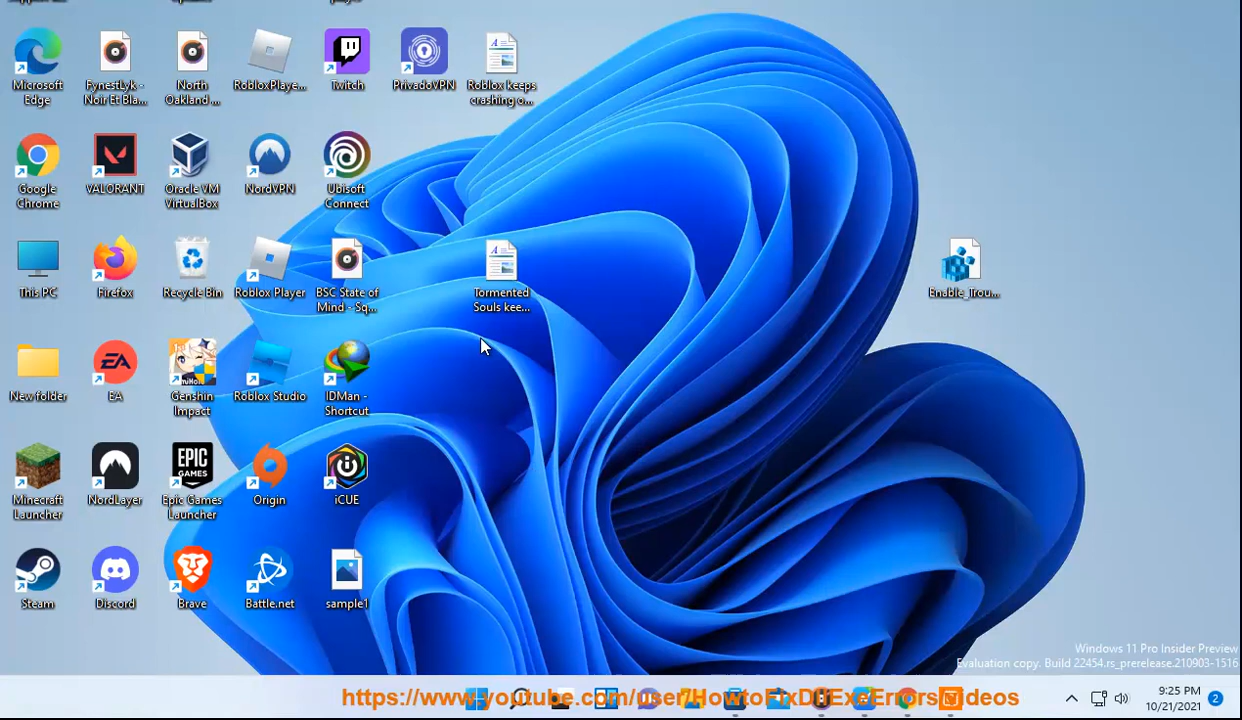 Microsoft
Edge
FynestLyk -
Noir Et Bla...
North
Oakland ...
RobloxPlaye...
Twitch
PrivadoVPN
Roblox keeps
crashing o...
Google
Chrome
VALORANT
Oracle VM
VirtualBox
NordVPN
Ubisoft
Connect
This PC
Firefox
Recycle Bin
Roblox Player
BSC State of
Mind - Sq...
Tormented
Souls kee...
Enable_Trou...
New folder
EA
Genshin
Impact
Roblox Studio
IDMan -
Shortcut
Minecraft
Launcher
NordLayer
EPIC
GAMES
Epic Games
Launcher
Origin
iCUE
Steam
Discord
Brave
Battle.net
sample1
Windows 11 Pro Insider Preview
Evaluation copy. Build 22454.rs_prerelease.210903-1516
https://www.youtube.com/user/HowtoFixDllExeErrorsVideos
9:25 PM
10/21/2021
2